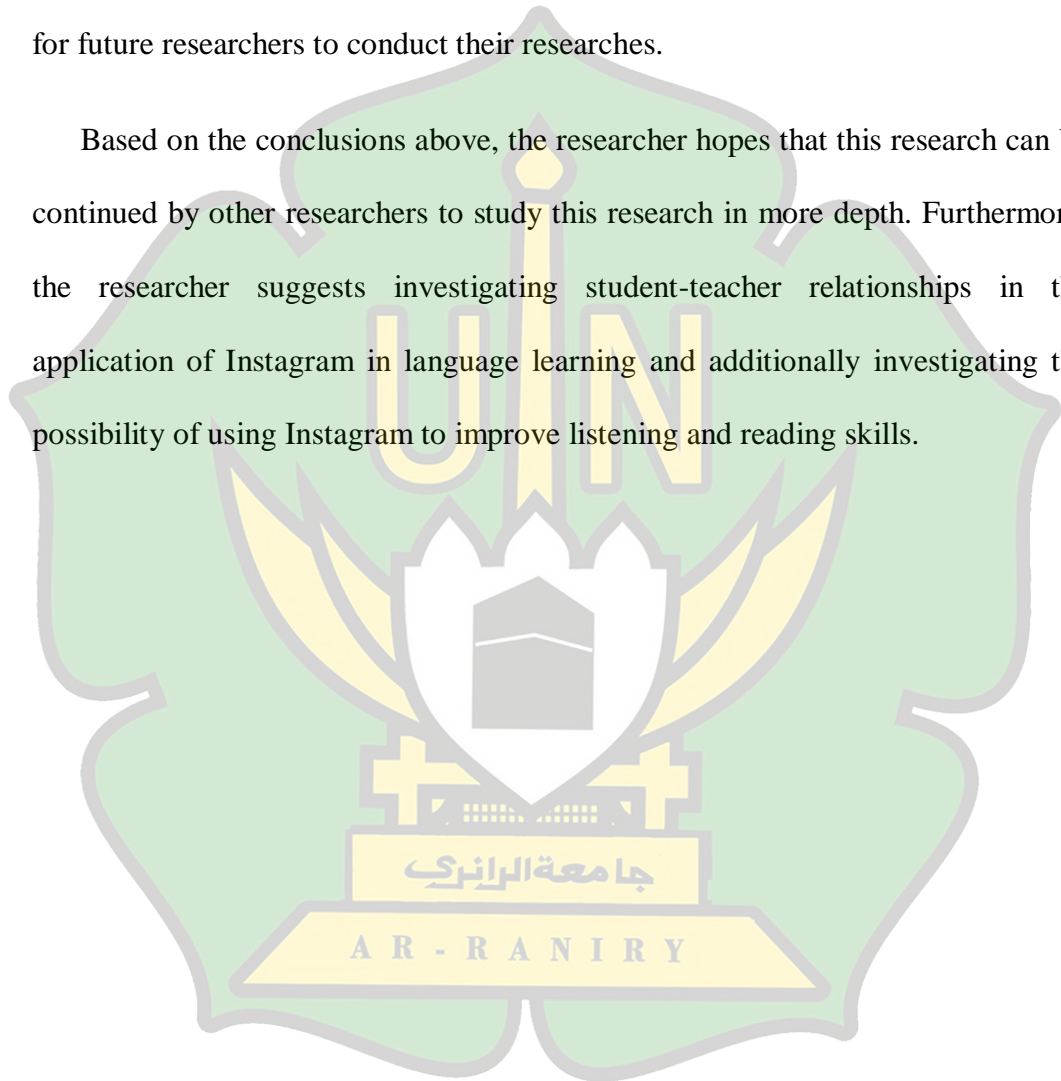 for future researchers to conduct their researches.
Based on the conclusions above, the researcher hopes that this research can
continued by other researchers to study this research in more depth. Furthermor
the researcher suggests investigating student-teacher relationships in t
application of Instagram in language learning and additionally investigating t
possibility of using Instagram to improve listening and reading skills.
UIN
جامعةالرانري
AR-RANIRY